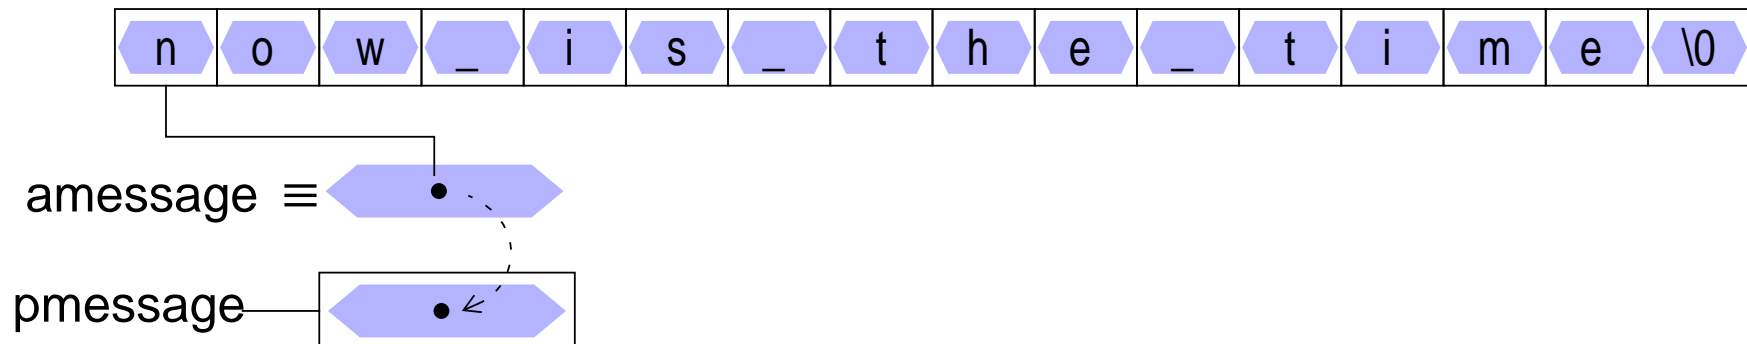 n o w _ i s _ t h e _ t i m e \0
amessage ≡
pmessage